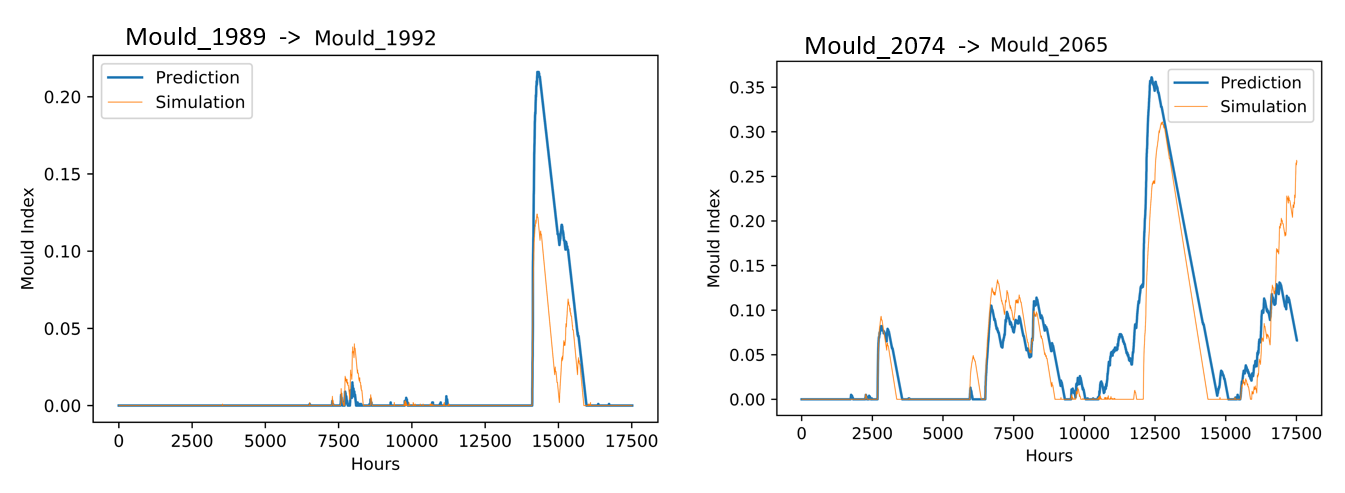 Mould_1989 -> Mould_1992
Prediction
Simulation
0.20
0.15
0.10
0.05
0.00
Mould Index
0 2500 5000 7500 10000 12500 15000 17500
Hours
Mould_2074 -> Mould_2065
Prediction
Simulation
0.35
0.30
0.25
0.20
0.15
0.10
0.05
0.00
Mould Index
0 2500 5000 7500 10000 12500 15000 17500
Hours